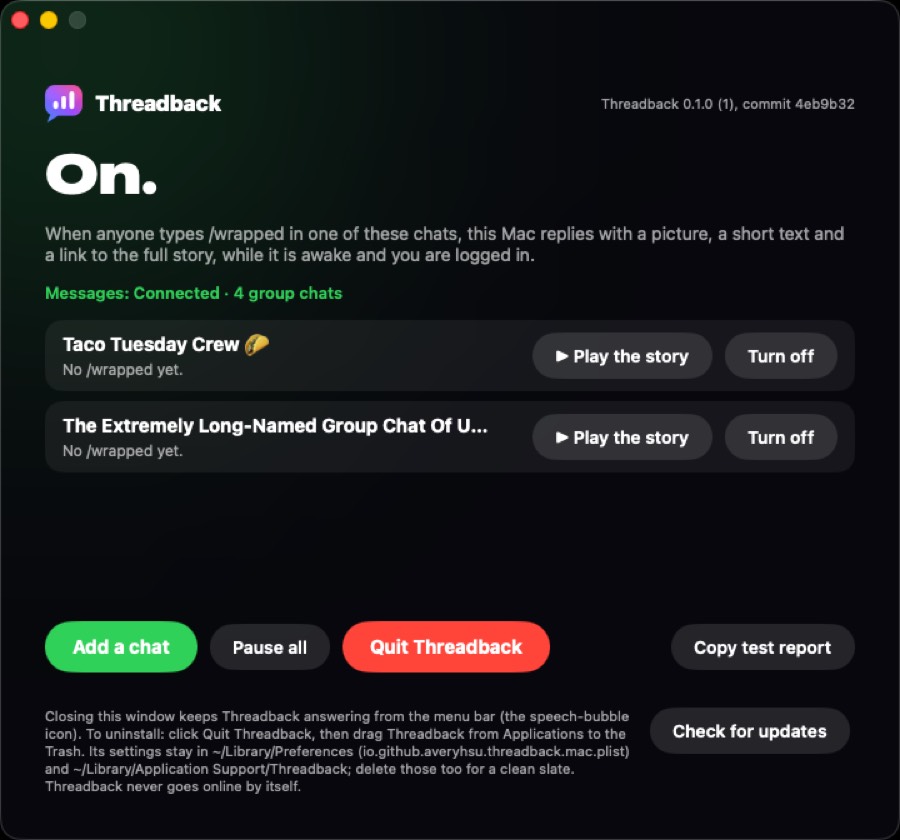 Threadback
Threadback 0.1.0 (1), commit 4eb9b32
On.
When anyone types /wrapped in one of these chats, this Mac replies with a picture, a short text and
a link to the full story, while it is awake and you are logged in.
Messages: Connected · 4 group chats
Taco Tuesday Crew 🌮
No /wrapped yet.
▶ Play the story
Turn off
The Extremely Long-Named Group Chat Of U...
No /wrapped yet.
▶ Play the story
Turn off
Add a chat
Pause all
Quit Threadback
Copy test report
Closing this window keeps Threadback answering from the menu bar (the speech-bubble
icon). To uninstall: click Quit Threadback, then drag Threadback from Applications to the
Trash. Its settings stay in ~/Library/Preferences (io.github.averyhsu.threadback.mac.plist)
and ~/Library/Application Support/Threadback; delete those too for a clean slate.
Threadback never goes online by itself.
Check for updates